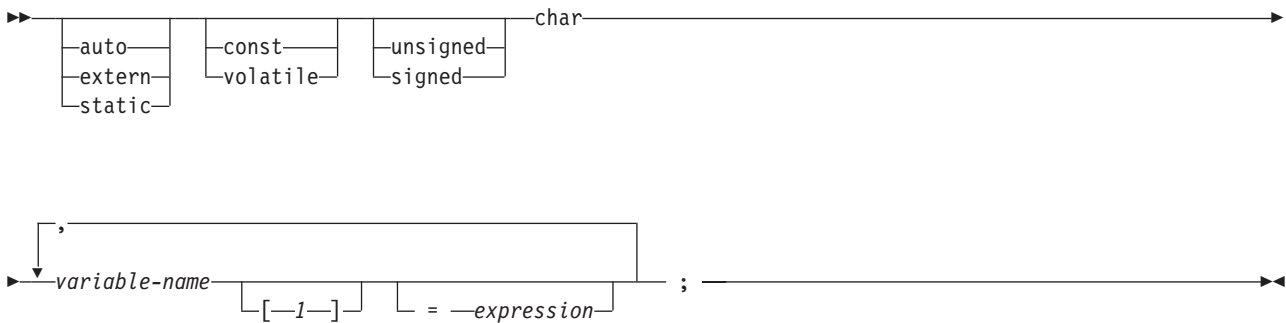 char
auto const unsigned
extern volatile signed
static
,
variable-name ;
[ 1 ] = expression